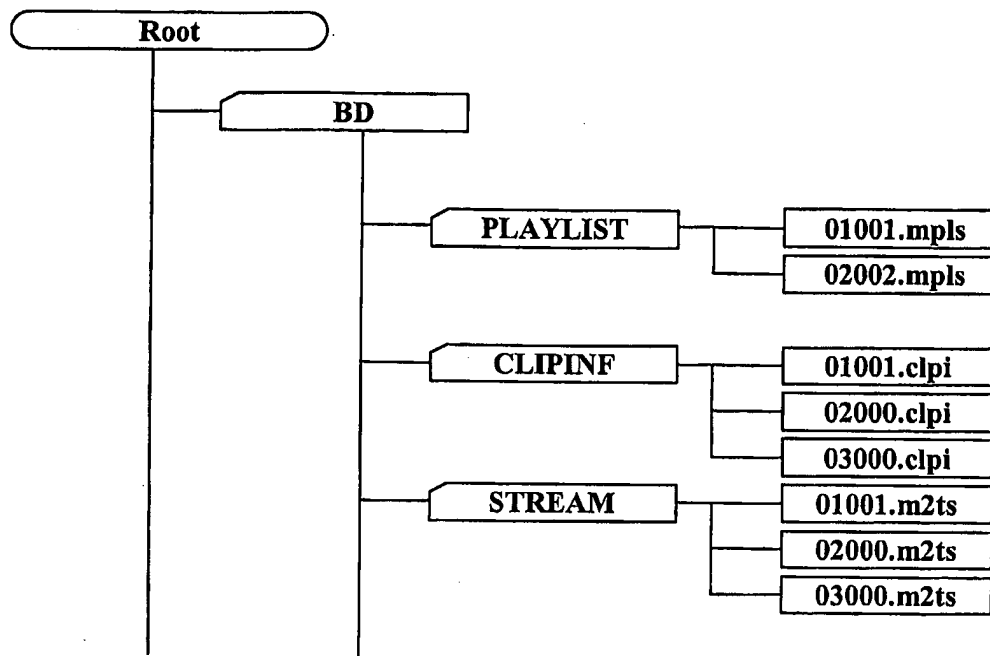 Root
BD
PLAYLIST
01001.mpls
02002.mpls
CLIPINF
01001.clpi
02000.clpi
03000.clpi
STREAM
01001.m2ts
02000.m2ts
03000.m2ts